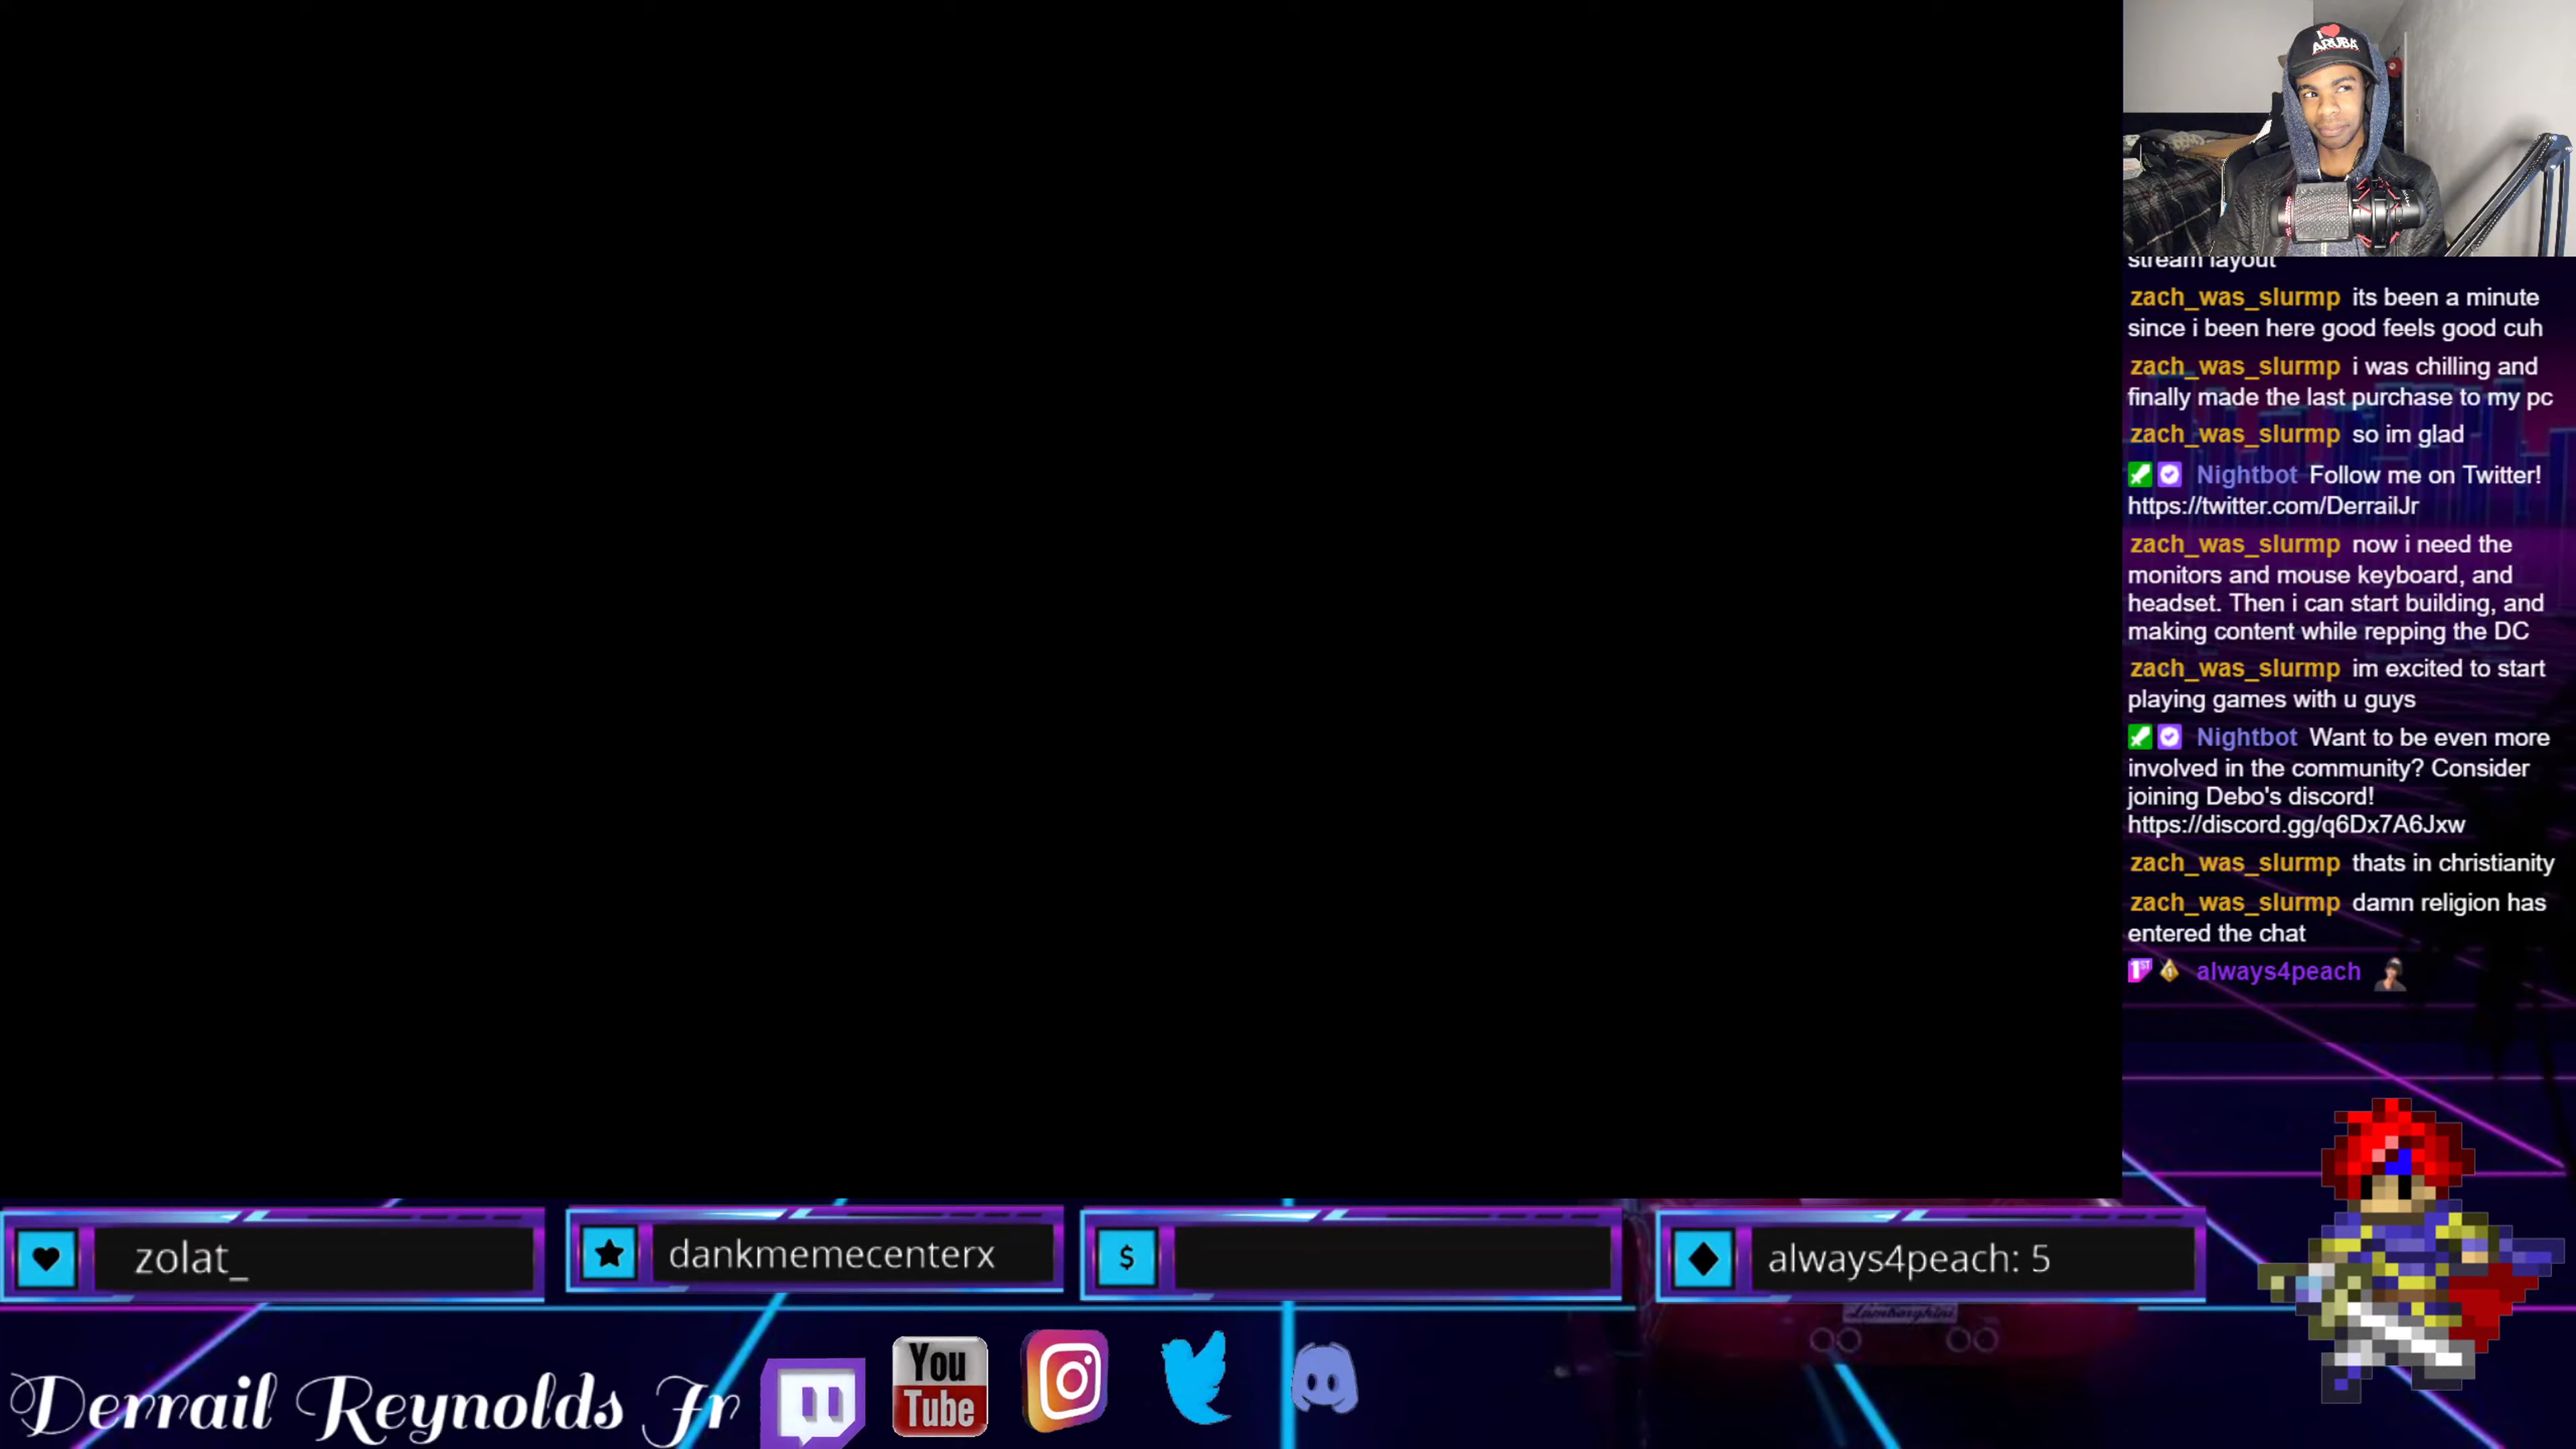 I ❤ ARUBA
stream layout
zach_was_slurmp its been a minute
since i been here good feels good cuh
zach_was_slurmp i was chilling and
finally made the last purchase to my pc
zach_was_slurmp so im glad
Nightbot Follow me on Twitter!
https://twitter.com/DerrailJr
zach_was_slurmp now i need the
monitors and mouse keyboard, and
headset. Then i can start building, and
making content while repping the DC
zach_was_slurmp im excited to start
playing games with u guys
Nightbot Want to be even more
involved in the community? Consider
joining Debo's discord!
https://discord.gg/q6Dx7A6Jxw
zach_was_slurmp thats in christianity
zach_was_slurmp damn religion has
entered the chat
1ST always4peach
zolat_
dankmemecenterx
$
always4peach: 5
Lamborghini
Derrail Reynolds Jr
You
Tube